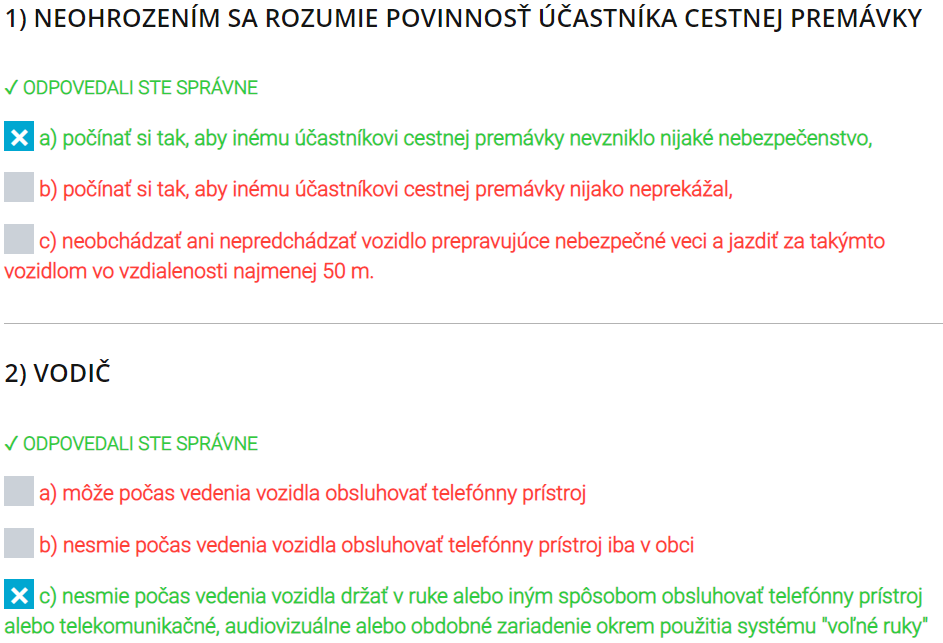 1) NEOHROZENÍM SA ROZUMIE POVINNOSŤ ÚČASTNÍKA CESTNEJ PREMÁVKY
✓ ODPOVEDALI STE SPRÁVNE
a) počínať si tak, aby inému účastníkovi cestnej premávky nevzniklo nijaké nebezpečenstvo,
b) počínať si tak, aby inému účastníkovi cestnej premávky nijako neprekážal,
c) neobchádzať ani nepredchádzať vozidlo prepravujúce nebezpečné veci a jazdiť za takýmto
vozidlom vo vzdialenosti najmenej 50 m.
2) VODIČ
✓ ODPOVEDALI STE SPRÁVNE
a) môže počas vedenia vozidla obsluhovať telefónny prístroj
b) nesmie počas vedenia vozidla obsluhovať telefónny prístroj iba v obci
c) nesmie počas vedenia vozidla držať v ruke alebo iným spôsobom obsluhovať telefónny prístroj
alebo telekomunikačné, audiovizuálne alebo obdobné zariadenie okrem použitia systému "voľné ruky"